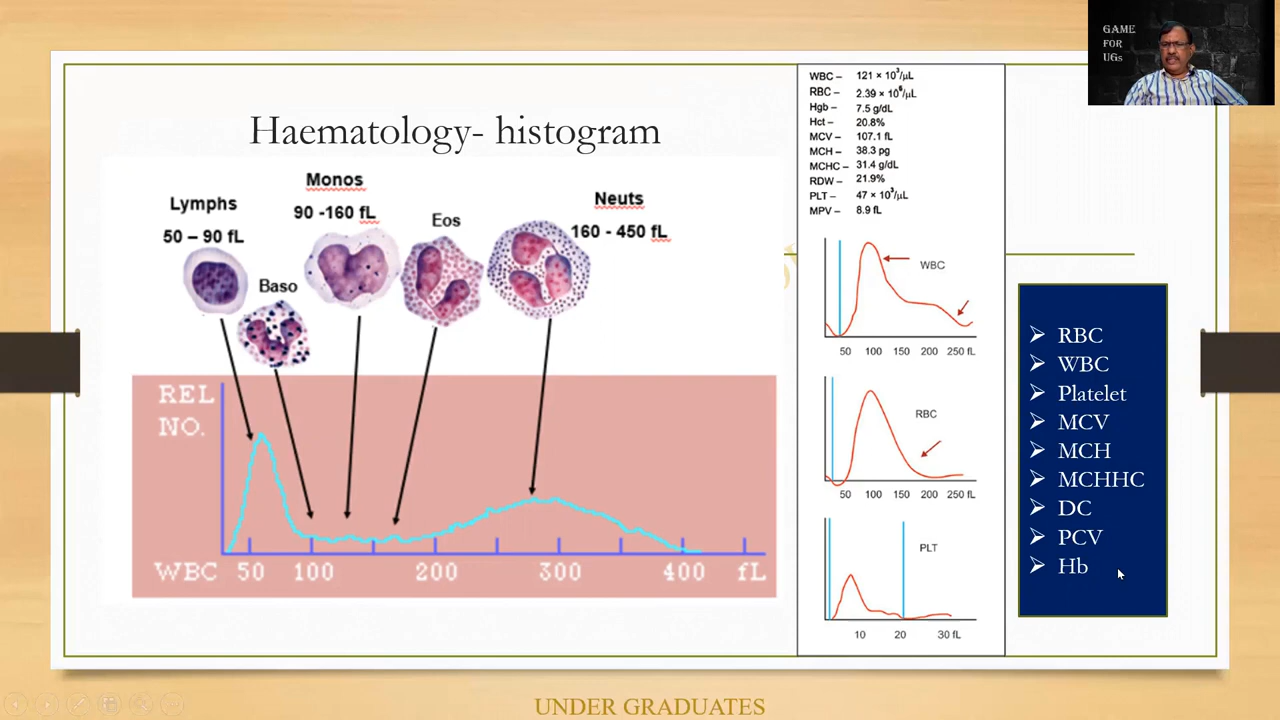 GAME
FOR
UGs
Haematology- histogram
Lymphs
50 – 90 fL
Baso
Monos
90 -160 fL
Eos
Neuts
160 - 450 fL
REL
NO.
WBC 50 100 200 300 400 fL
WBC – 121 × 10³/µL
RBC – 2.39 × 10⁶/µL
Hgb – 7.5 g/dL
Hct – 20.8%
MCV – 107.1 fL
MCH – 38.3 pg
MCHC – 31.4 g/dL
RDW – 21.9%
PLT – 47 × 10³/µL
MPV – 8.9 fL
WBC
50 100 150 200 250 fL
RBC
50 100 150 200 250 fL
PLT
10 20 30 fL
RBC
WBC
Platelet
MCV
MCH
MCHHC
DC
PCV
Hb
UNDER GRADUATES